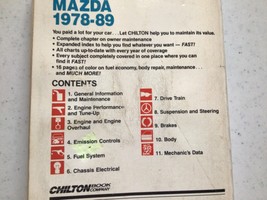 MAZDA
1978-89
You paid a lot for your car. . . Let CHILTON help you to maintain its value.
• Complete chapter on owner maintenance
• Expanded index to help you find whatever you want — FAST!
• All charts up-to-date with every year of coverage
• Every subject completely covered in one place where you can
find it FAST!
• 16 pages of color on fuel economy, body repair, maintenance. . .
and MUCH MORE!
CONTENTS
1. General Information
and Maintenance
2. Engine Performance
and Tune-Up
3. Engine and Engine
Overhaul
4. Emission Controls
5. Fuel System
6. Chassis Electrical
7. Drive Train
8. Suspension and Steering
9. Brakes
10. Body
11. Mechanic's Data
CHILTON BOOK
COMPANY